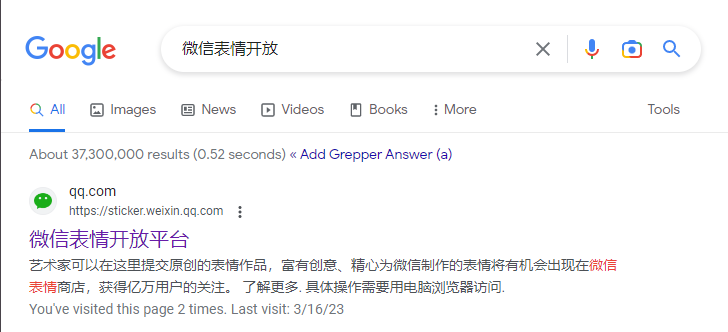 Google
微信表情开放
All
Images
News
Videos
Books
More
Tools
About 37,300,000 results (0.52 seconds) « Add Grepper Answer (a)
qq.com
https://sticker.weixin.qq.com
微信表情开放平台
艺术家可以在这里提交原创的表情作品，富有创意、精心为微信制作的表情将有机会出现在微信
表情商店，获得亿万用户的关注。 了解更多. 具体操作需要用电脑浏览器访问.
You've visited this page 2 times. Last visit: 3/16/23